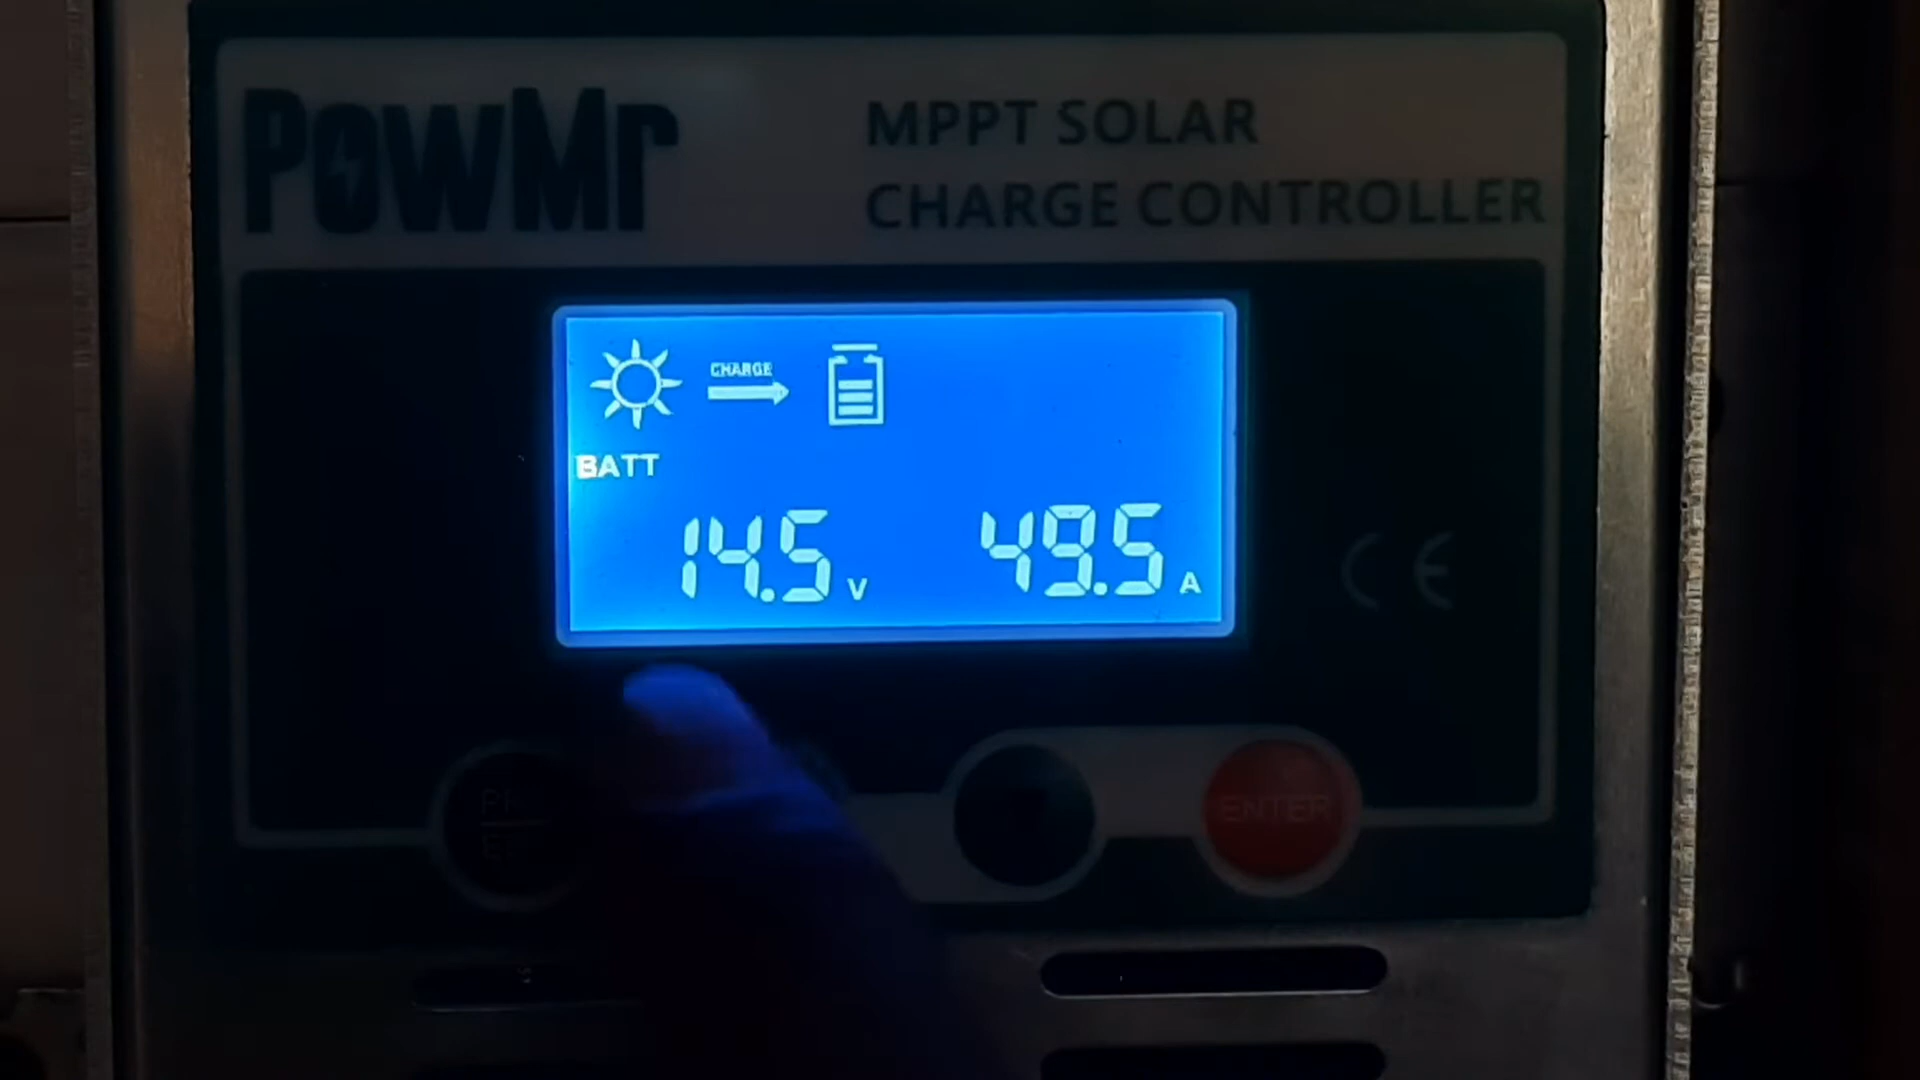 PowMr
MPPT SOLAR
CHARGE CONTROLLER
CHARGE
BATT
14.5 V 49.5 A
CE
ENTER